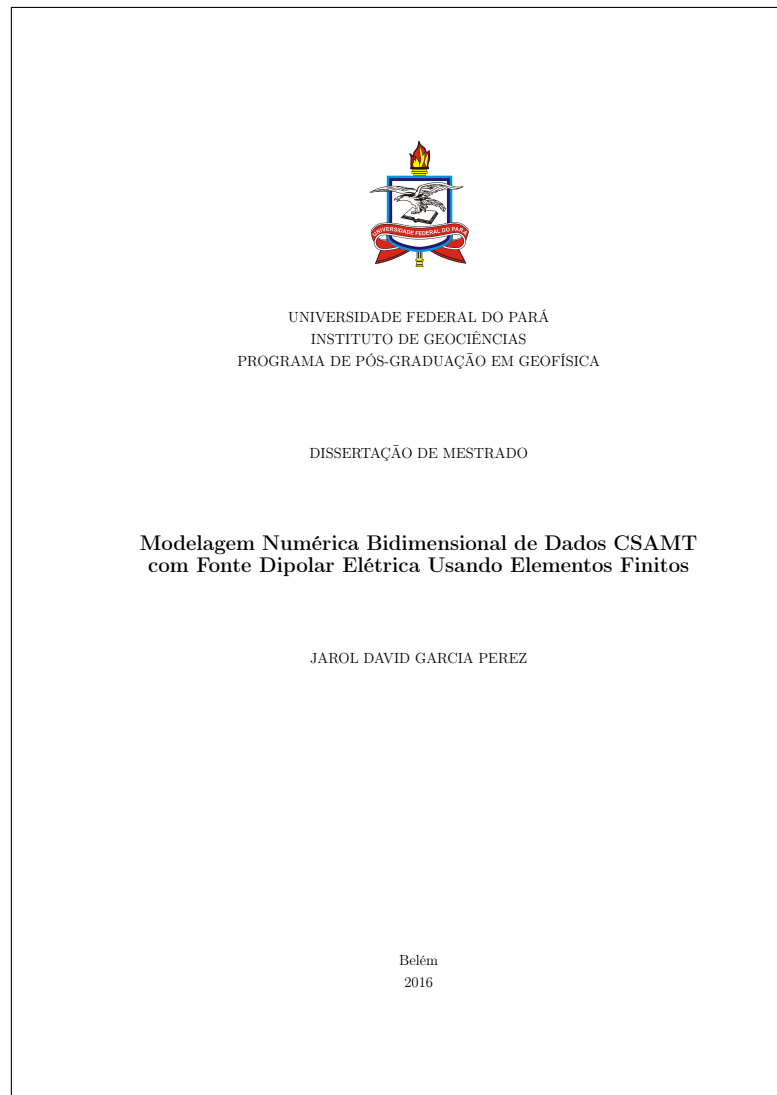 UNIVERSIDADE FEDERAL DO PARÁ
UNIVERSIDADE FEDERAL DO PARÁ
INSTITUTO DE GEOCIÊNCIAS
PROGRAMA DE PÓS-GRADUAÇÃO EM GEOFÍSICA
DISSERTAÇÃO DE MESTRADO
Modelagem Numérica Bidimensional de Dados CSAMT
com Fonte Dipolar Elétrica Usando Elementos Finitos
JAROL DAVID GARCIA PEREZ
Belém
2016